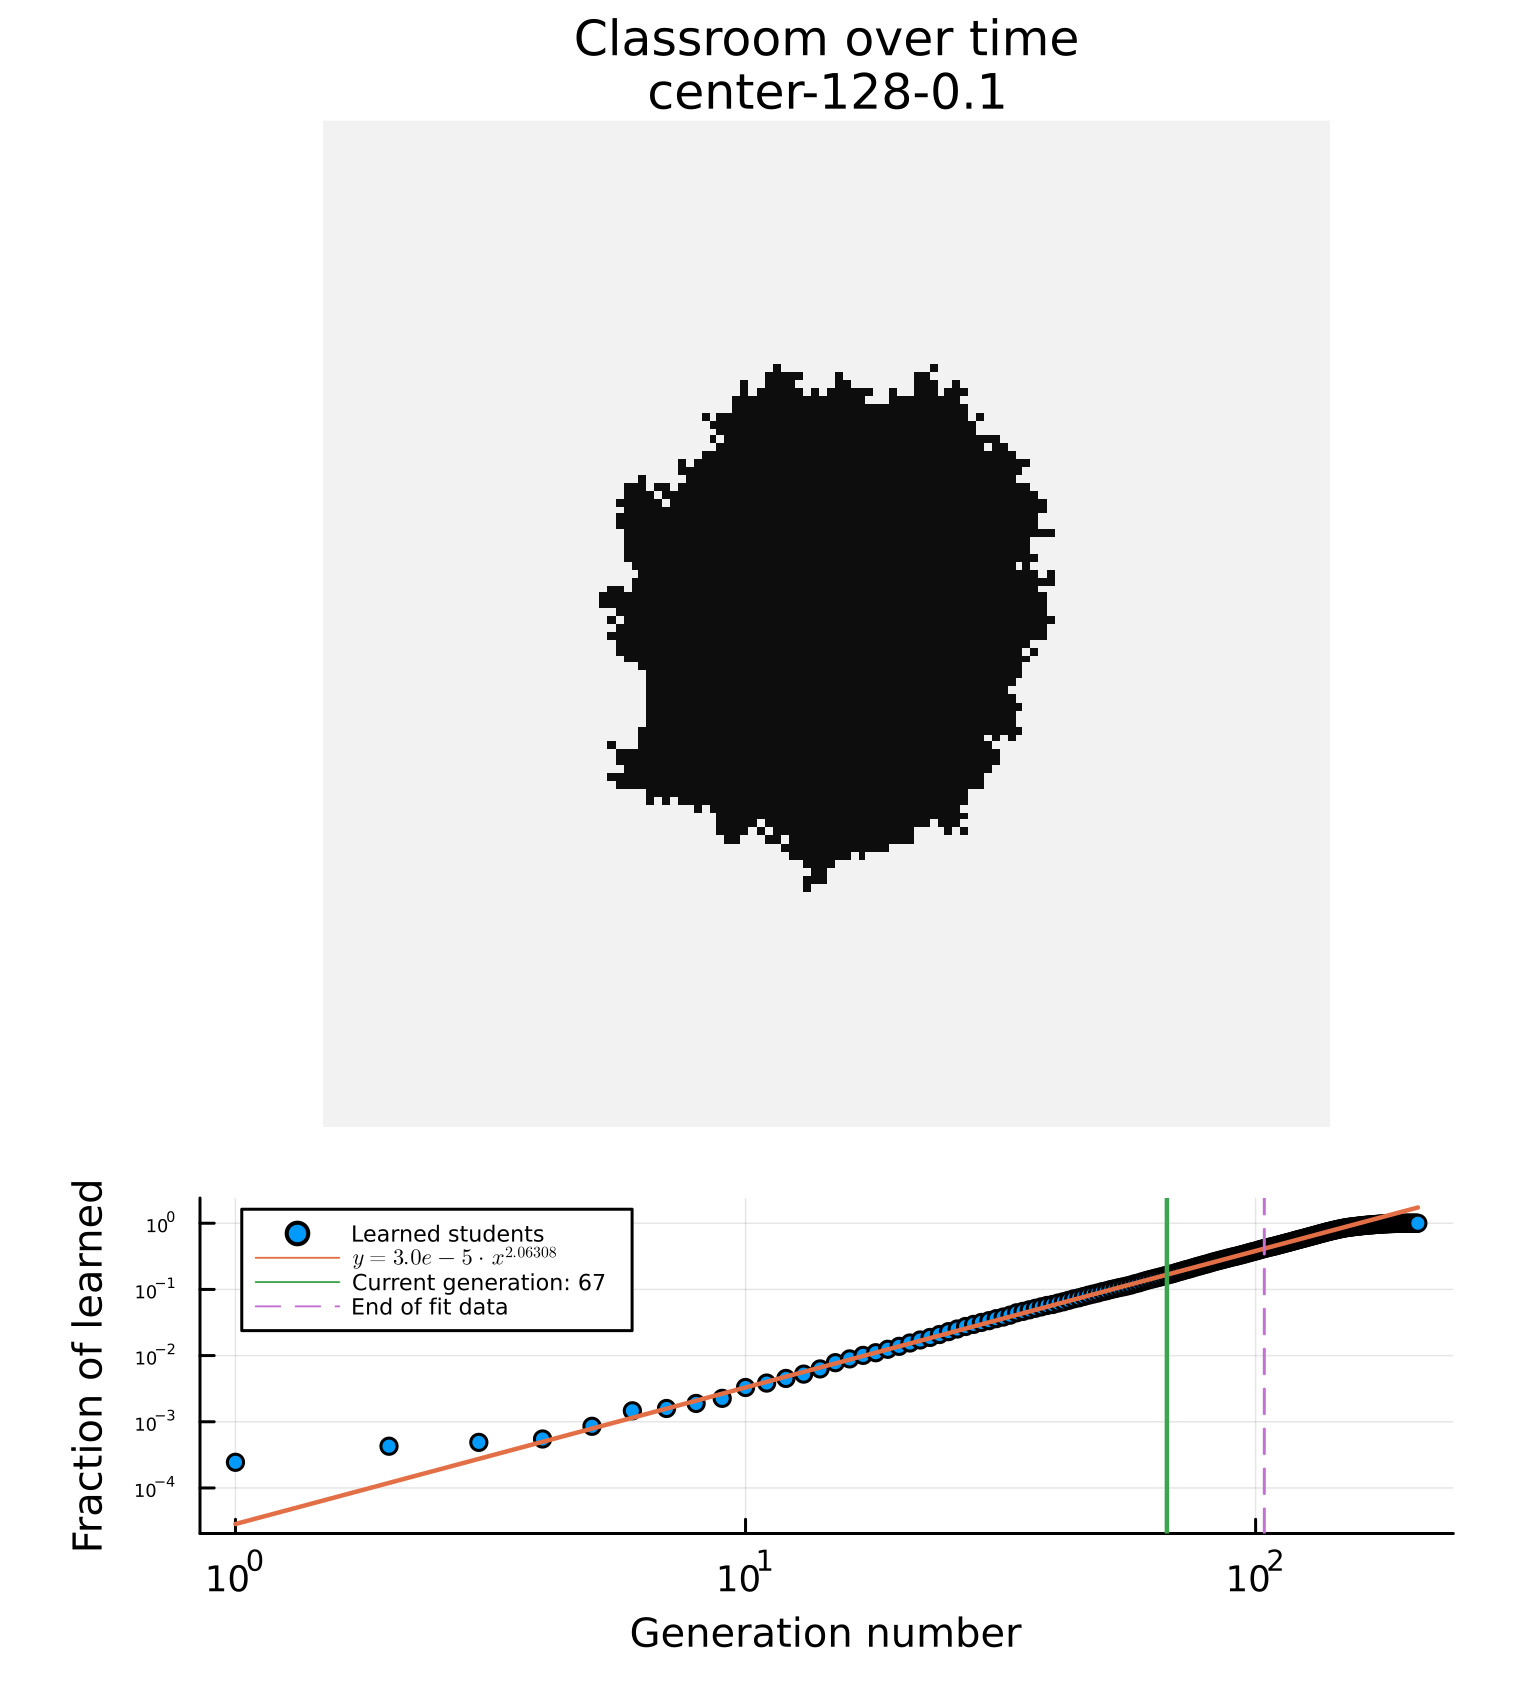 Classroom over time
center-128-0.1
Fraction of learned
10⁰
10⁻¹
10⁻²
10⁻³
10⁻⁴
Learned students
y = 3.0e − 5 · x^2.06308
Current generation: 67
End of fit data
10⁰ 10¹ 10²
Generation number